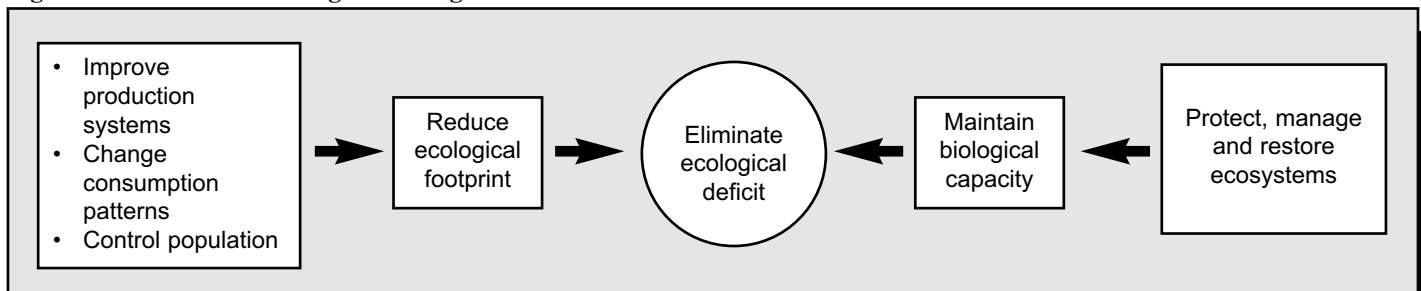 • Improve
production
systems
• Change
consumption
patterns
• Control population
Reduce
ecological
footprint
Eliminate
ecological
deficit
Maintain
biological
capacity
Protect, manage
and restore
ecosystems